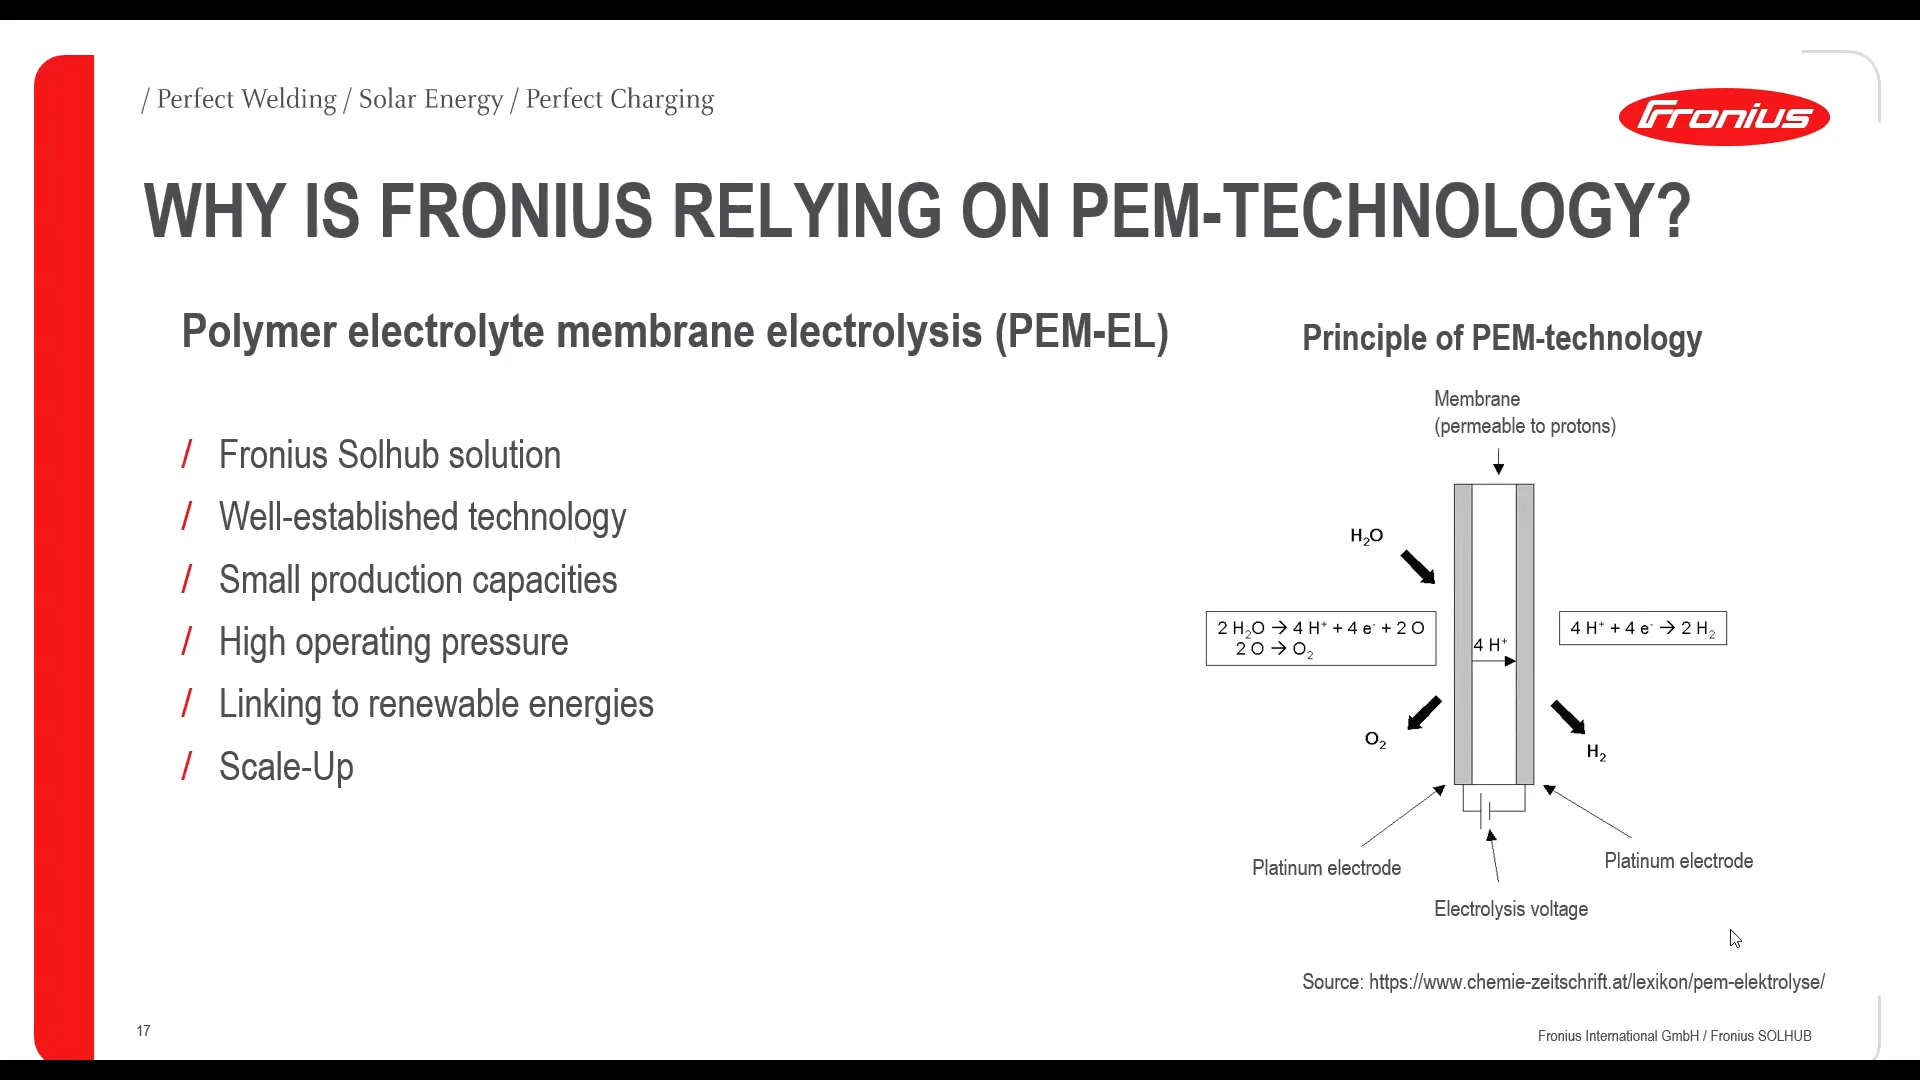 / Perfect Welding / Solar Energy / Perfect Charging
Fronius
WHY IS FRONIUS RELYING ON PEM-TECHNOLOGY?
Polymer electrolyte membrane electrolysis (PEM-EL)
/ Fronius Solhub solution
/ Well-established technology
/ Small production capacities
/ High operating pressure
/ Linking to renewable energies
/ Scale-Up
Principle of PEM-technology
Membrane
(permeable to protons)
H₂O
2 H₂O → 4 H⁺ + 4 e⁻ + 2 O
2 O → O₂
4 H⁺
4 H⁺ + 4 e⁻ → 2 H₂
O₂
H₂
Platinum electrode
Platinum electrode
Electrolysis voltage
Source: https://www.chemie-zeitschrift.at/lexikon/pem-elektrolyse/
17
Fronius International GmbH / Fronius SOLHUB